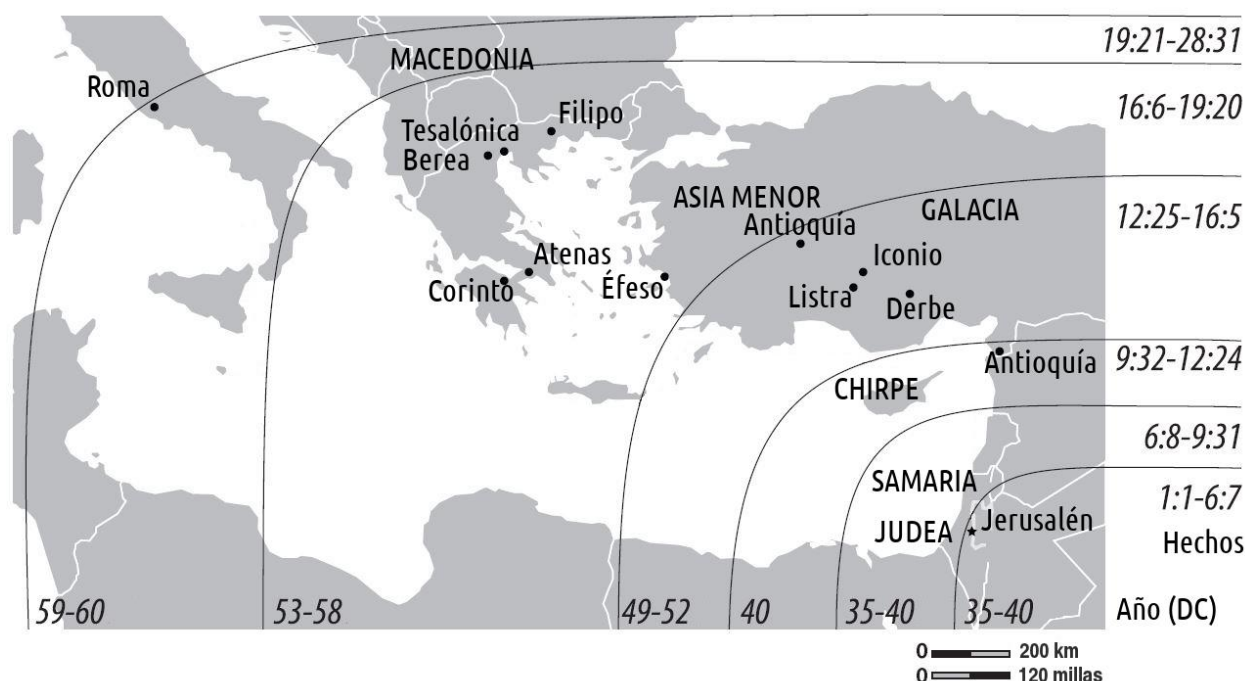 19:21-28:31
MACEDONIA
Roma
16:6-19:20
Filipo
Tesalónica
Berea
ASIA MENOR
12:25-16:5
GALACIA
Antioquía
Atenas
Iconio
Corinto
Éfeso
Listra
Derbe
Antioquía
9:32-12:24
CHIRPE
6:8-9:31
SAMARIA
1:1-6:7
JUDEA
Jerusalén
Hechos
59-60
53-58
49-52
40
35-40
35-40
Año (DC)
0 200 km
0 120 millas